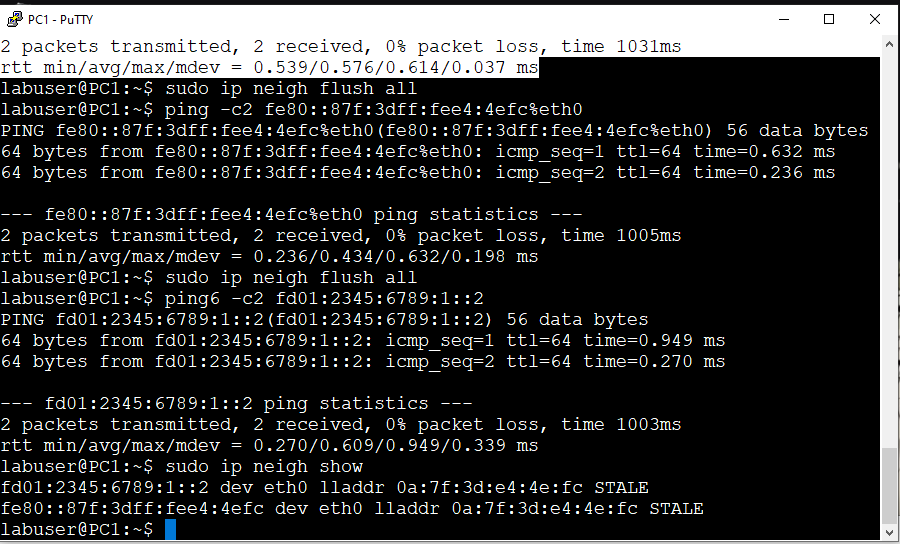 PC1 - PuTTY
2 packets transmitted, 2 received, 0% packet loss, time 1031ms
rtt min/avg/max/mdev = 0.539/0.576/0.614/0.037 ms
labuser@PC1:~$ sudo ip neigh flush all
labuser@PC1:~$ ping -c2 fe80::87f:3dff:fee4:4efc%eth0
PING fe80::87f:3dff:fee4:4efc%eth0(fe80::87f:3dff:fee4:4efc%eth0) 56 data bytes
64 bytes from fe80::87f:3dff:fee4:4efc%eth0: icmp_seq=1 ttl=64 time=0.632 ms
64 bytes from fe80::87f:3dff:fee4:4efc%eth0: icmp_seq=2 ttl=64 time=0.236 ms
--- fe80::87f:3dff:fee4:4efc%eth0 ping statistics ---
2 packets transmitted, 2 received, 0% packet loss, time 1005ms
rtt min/avg/max/mdev = 0.236/0.434/0.632/0.198 ms
labuser@PC1:~$ sudo ip neigh flush all
labuser@PC1:~$ ping6 -c2 fd01:2345:6789:1::2
PING fd01:2345:6789:1::2(fd01:2345:6789:1::2) 56 data bytes
64 bytes from fd01:2345:6789:1::2: icmp_seq=1 ttl=64 time=0.949 ms
64 bytes from fd01:2345:6789:1::2: icmp_seq=2 ttl=64 time=0.270 ms
--- fd01:2345:6789:1::2 ping statistics ---
2 packets transmitted, 2 received, 0% packet loss, time 1003ms
rtt min/avg/max/mdev = 0.270/0.609/0.949/0.339 ms
labuser@PC1:~$ sudo ip neigh show
fd01:2345:6789:1::2 dev eth0 lladdr 0a:7f:3d:e4:4e:fc STALE
fe80::87f:3dff:fee4:4efc dev eth0 lladdr 0a:7f:3d:e4:4e:fc STALE
labuser@PC1:~$